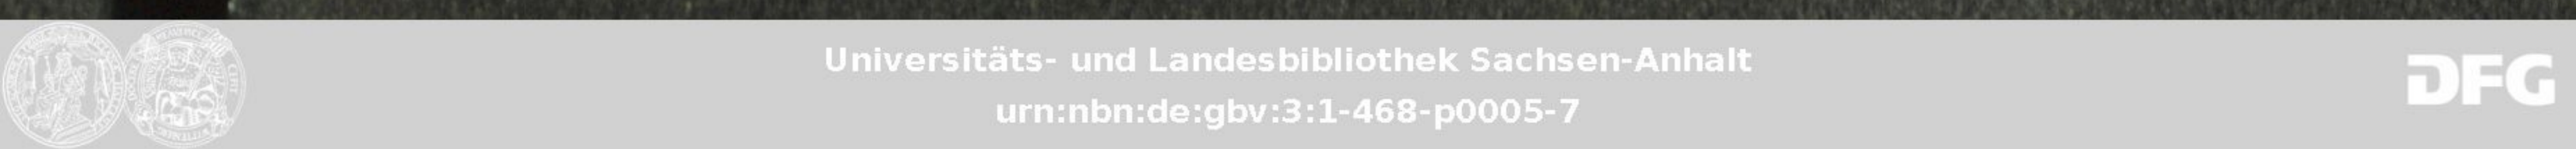 Universitäts- und Landesbibliothek Sachsen-Anhalt
urn:nbn:de:gbv:3:1-468-p0005-7
DFG